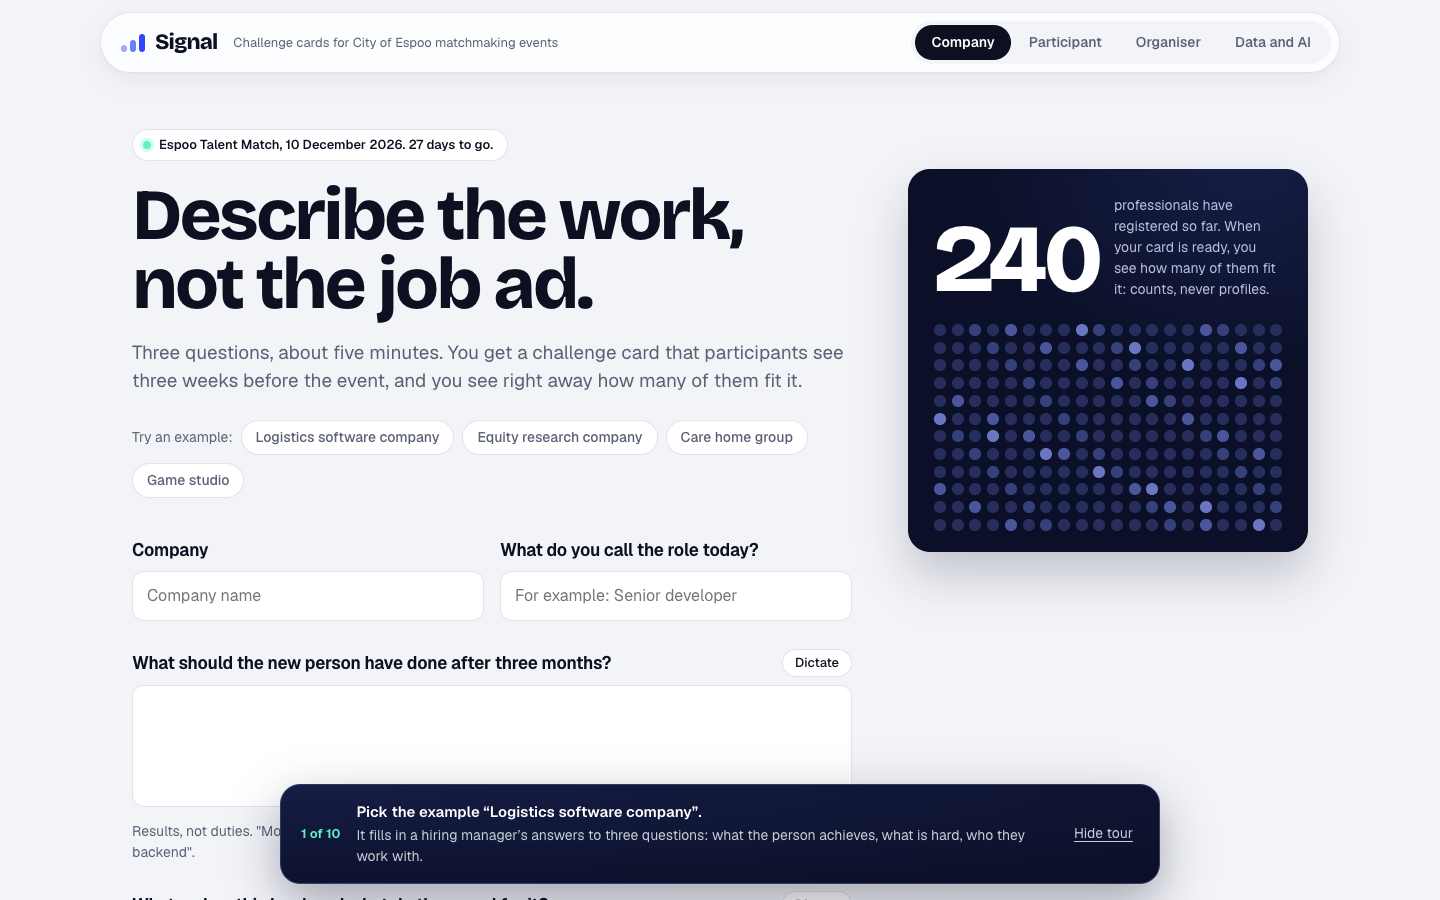 Signal
Challenge cards for City of Espoo matchmaking events
Company
Participant
Organiser
Data and AI
Espoo Talent Match, 10 December 2026. 27 days to go.
Describe the work,
not the job ad.
Three questions, about five minutes. You get a challenge card that participants see
three weeks before the event, and you see right away how many of them fit it.
Try an example:
Logistics software company
Equity research company
Care home group
Game studio
240
professionals have
registered so far. When
your card is ready, you
see how many of them fit
it: counts, never profiles.
Company
What do you call the role today?
Company name
For example: Senior developer
What should the new person have done after three months?
Dictate
Results, not duties. "Mo
backend".
1 of 10
Pick the example “Logistics software company”.
It fills in a hiring manager’s answers to three questions: what the person achieves, what is hard, who they
work with.
Hide tour